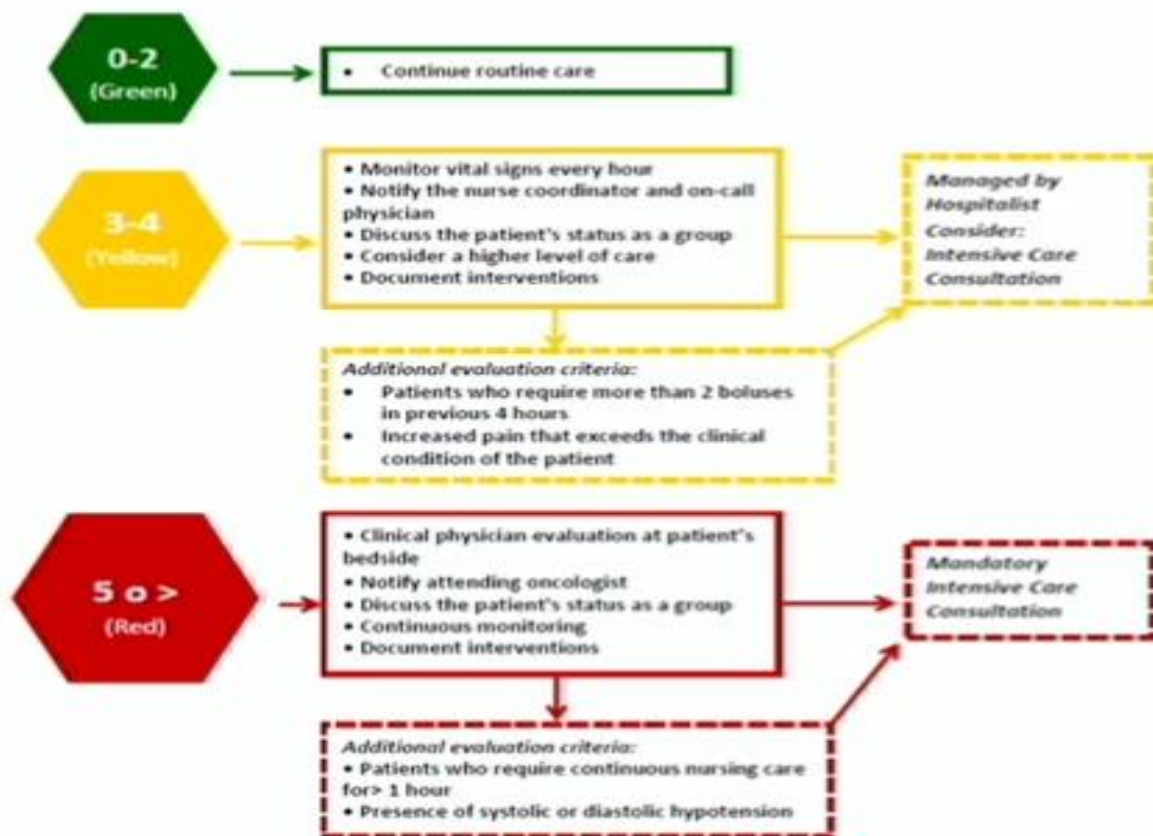 0-2
(Green)
• Continue routine care
3-4
(Yellow)
• Monitor vital signs every hour
• Notify the nurse coordinator and on-call
physician
• Discuss the patient's status as a group
• Consider a higher level of care
• Document interventions
Managed by
Hospitalist
Consider:
Intensive Care
Consultation
Additional evaluation criteria:
• Patients who require more than 2 boluses
in previous 4 hours
• Increased pain that exceeds the clinical
condition of the patient
5 o >
(Red)
• Clinical physician evaluation at patient's
bedside
• Notify attending oncologist
• Discuss the patient's status as a group
• Continuous monitoring
• Document interventions
Mandatory
Intensive Care
Consultation
Additional evaluation criteria:
• Patients who require continuous nursing care
for> 1 hour
• Presence of systolic or diastolic hypotension